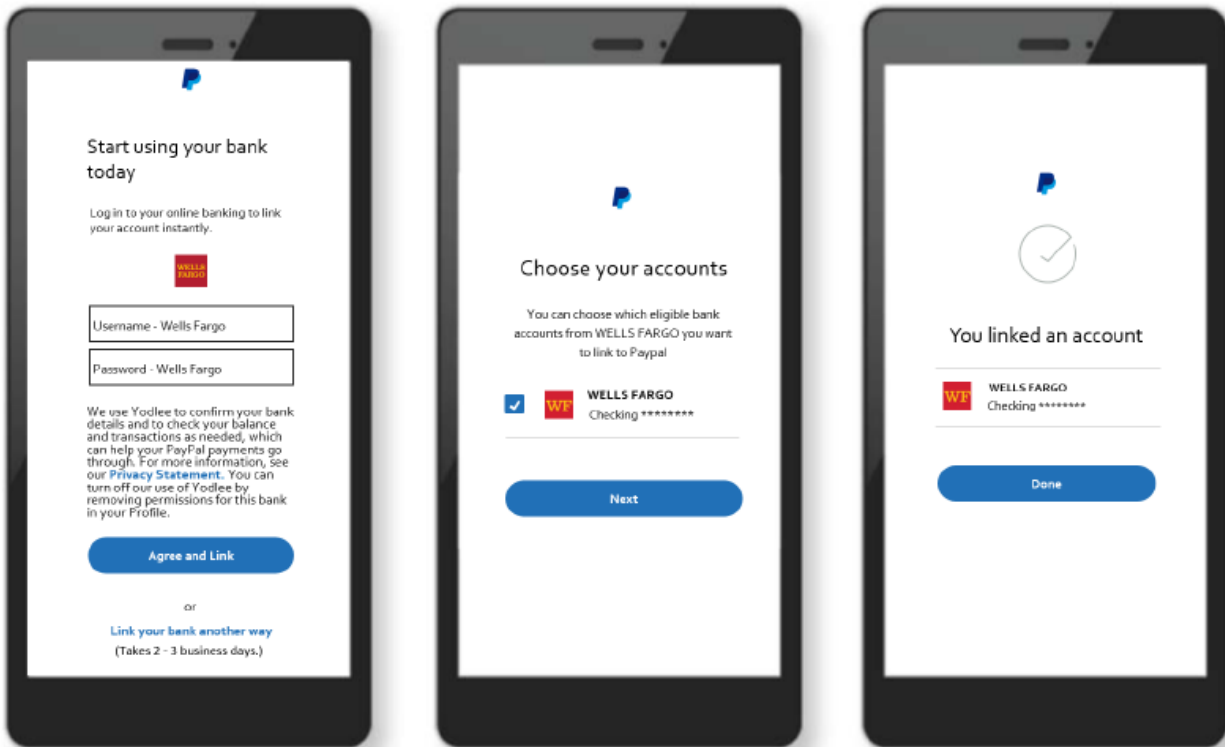 Start using your bank
today
Log in to your online banking to link
your account instantly.
WELLS
FARGO
Username - Wells Fargo
Password - Wells Fargo
We use Yodlee to confirm your bank
details and to check your balance
and transactions as needed, which
can help your PayPal payments go
through. For more information, see
our Privacy Statement. You can
turn off our use of Yodlee by
removing permissions for this bank
in your Profile.
Agree and Link
or
Link your bank another way
(Takes 2 - 3 business days.)
Choose your accounts
You can choose which eligible bank
accounts from WELLS FARGO you want
to link to Paypal
WF
WELLS FARGO
Checking ********
Next
You linked an account
WF
WELLS FARGO
Checking ********
Done